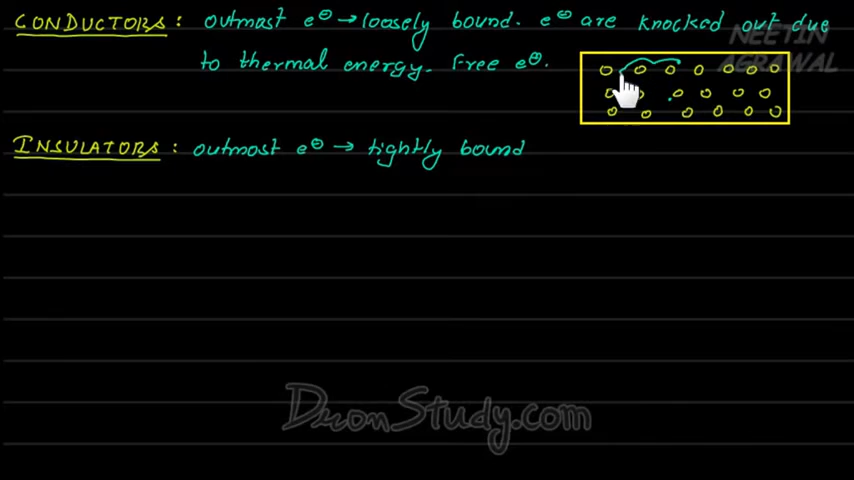 CONDUCTORS : outmost e⊖ → loosely bound. e⊖ are knocked out due
to thermal energy. Free e⊖.
NEETIN
AGRAWAL
INSULATORS : outmost e⊖ → tightly bound
DronStudy.com